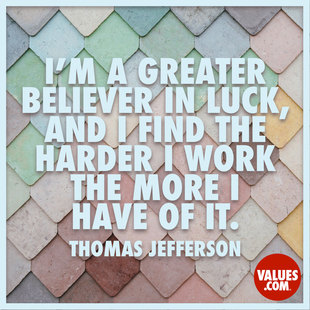 I'M A GREATER
BELIEVER IN LUCK,
AND I FIND THE
HARDER I WORK
THE MORE I
HAVE OF IT.
THOMAS JEFFERSON
VALUES
.COM